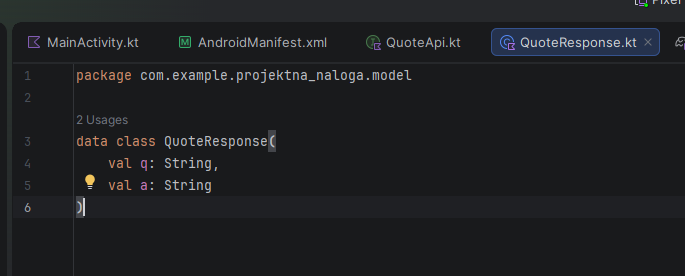 Pixel
MainActivity.kt AndroidManifest.xml QuoteApi.kt QuoteResponse.kt
1 package com.example.projektna_naloga.model
2
2 Usages
3 data class QuoteResponse(
4 val q: String,
5 val a: String
6 )